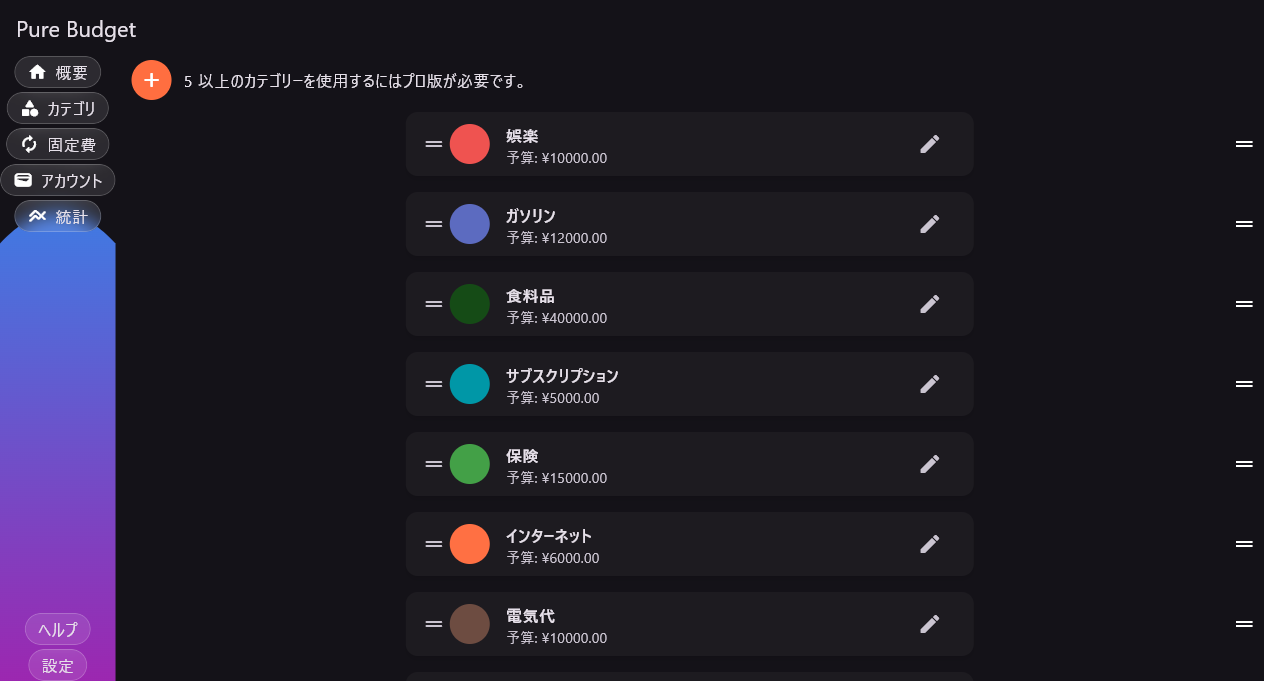 Pure Budget
概要
カテゴリ
固定費
アカウント
統計
ヘルプ
設定
5 以上のカテゴリーを使用するにはプロ版が必要です。
娯楽
予算: ¥10000.00
ガソリン
予算: ¥12000.00
食料品
予算: ¥40000.00
サブスクリプション
予算: ¥5000.00
保険
予算: ¥15000.00
インターネット
予算: ¥6000.00
電気代
予算: ¥10000.00